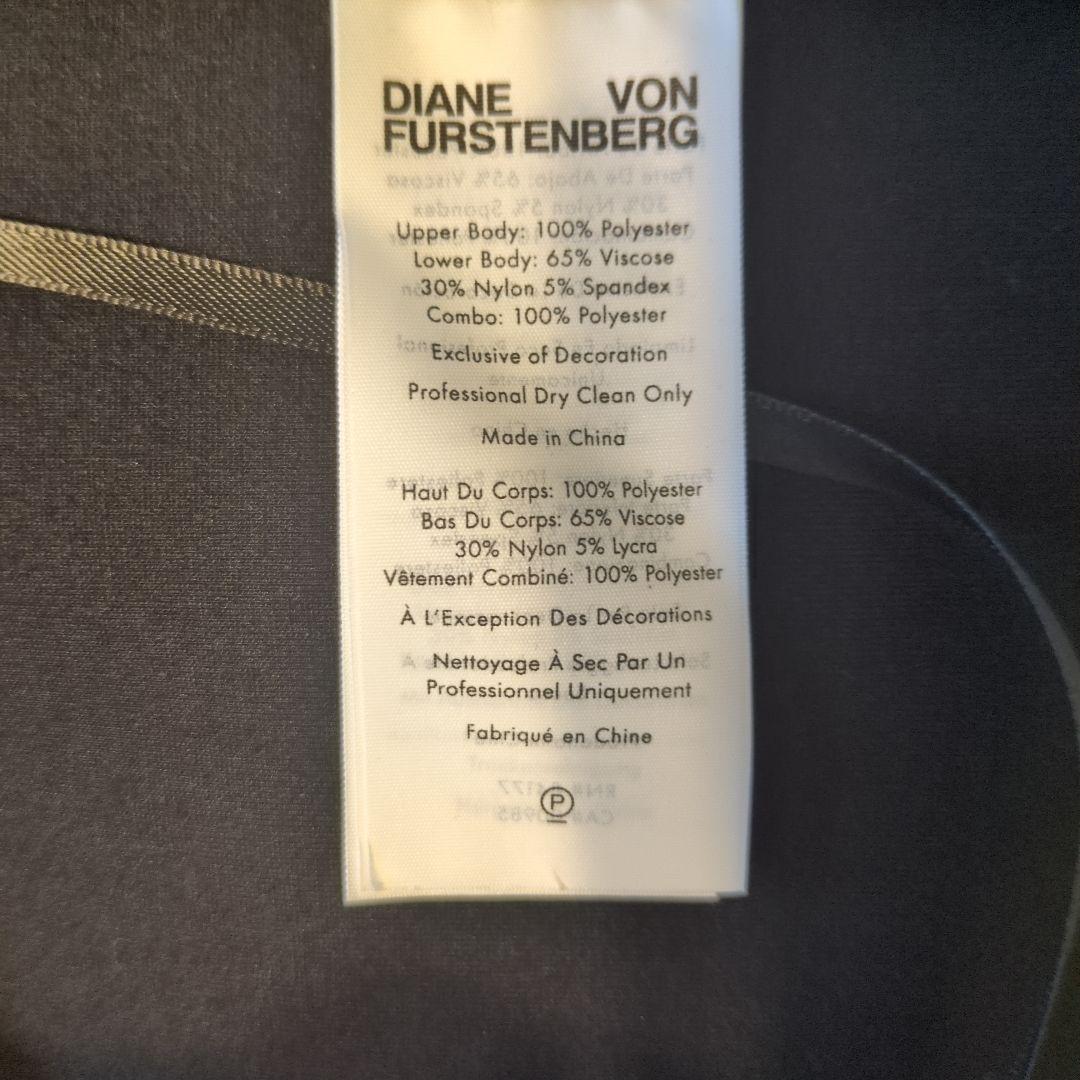 DIANE VON
FURSTENBERG
Upper Body: 100% Polyester
Lower Body: 65% Viscose
30% Nylon 5% Spandex
Combo: 100% Polyester
Exclusive of Decoration
Professional Dry Clean Only
Made in China
Haut Du Corps: 100% Polyester
Bas Du Corps: 65% Viscose
30% Nylon 5% Lycra
Vêtement Combiné: 100% Polyester
À L'Exception Des Décorations
Nettoyage À Sec Par Un
Professionnel Uniquement
Fabriqué en Chine
P